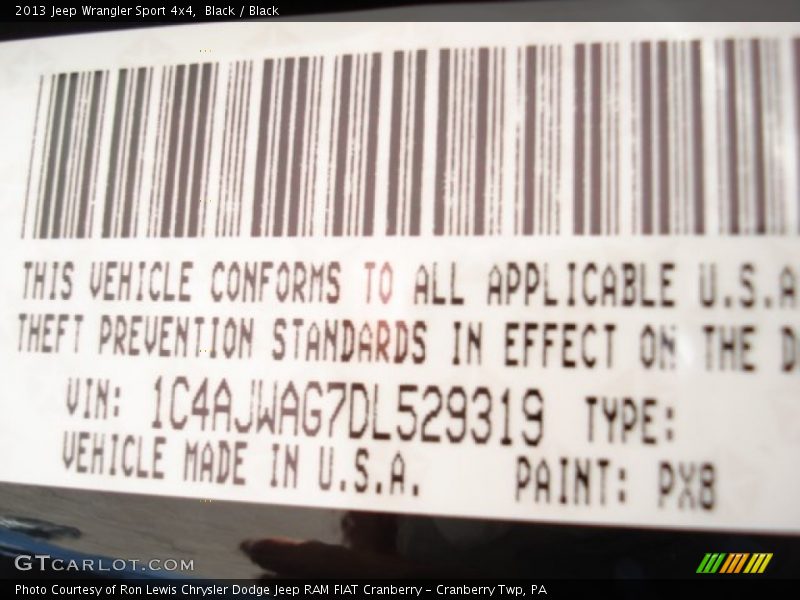 2013 Jeep Wrangler Sport 4x4,  Black / Black
THIS VEHICLE CONFORMS TO ALL APPLICABLE U.S.A
THEFT PREVENTION STANDARDS IN EFFECT ON THE D
VIN: 1C4AJWAG7DL529319 TYPE:
VEHICLE MADE IN U.S.A. PAINT: PX8
GTCARLOT.COM
Photo Courtesy of Ron Lewis Chrysler Dodge Jeep RAM FIAT Cranberry – Cranberry Twp, PA